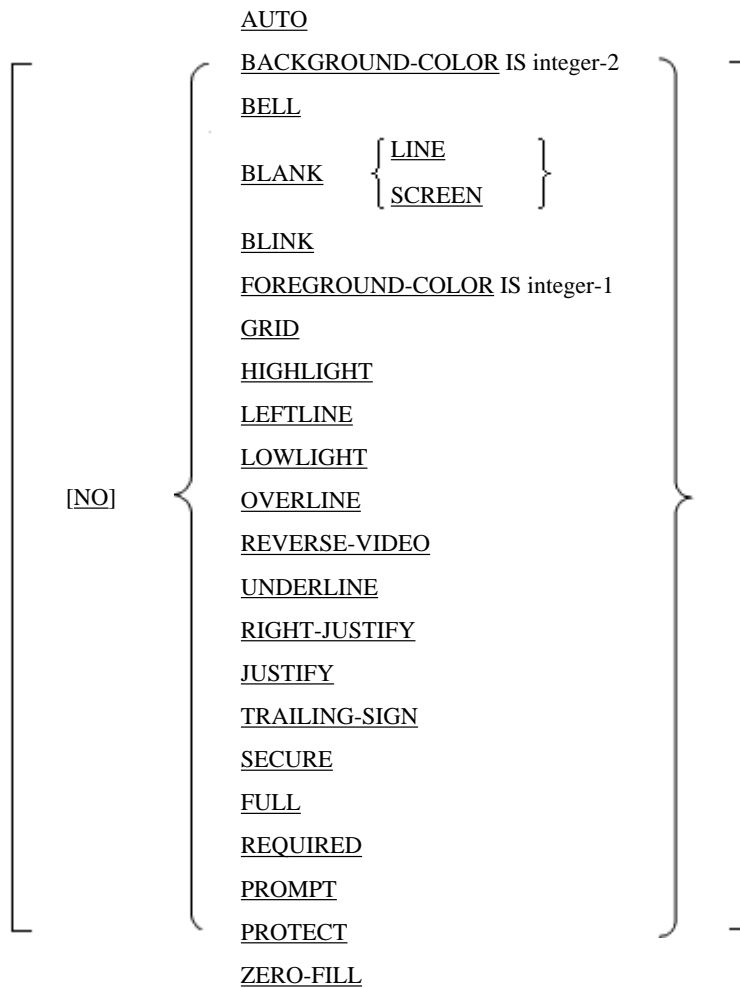 AUTO
BACKGROUND-COLOR IS integer-2
BELL
LINE
BLANK
SCREEN
BLINK
FOREGROUND-COLOR IS integer-1
GRID
HIGHLIGHT
LEFTLINE
LOWLIGHT
[NO] OVERLINE
REVERSE-VIDEO
UNDERLINE
RIGHT-JUSTIFY
JUSTIFY
TRAILING-SIGN
SECURE
FULL
REQUIRED
PROMPT
PROTECT
ZERO-FILL